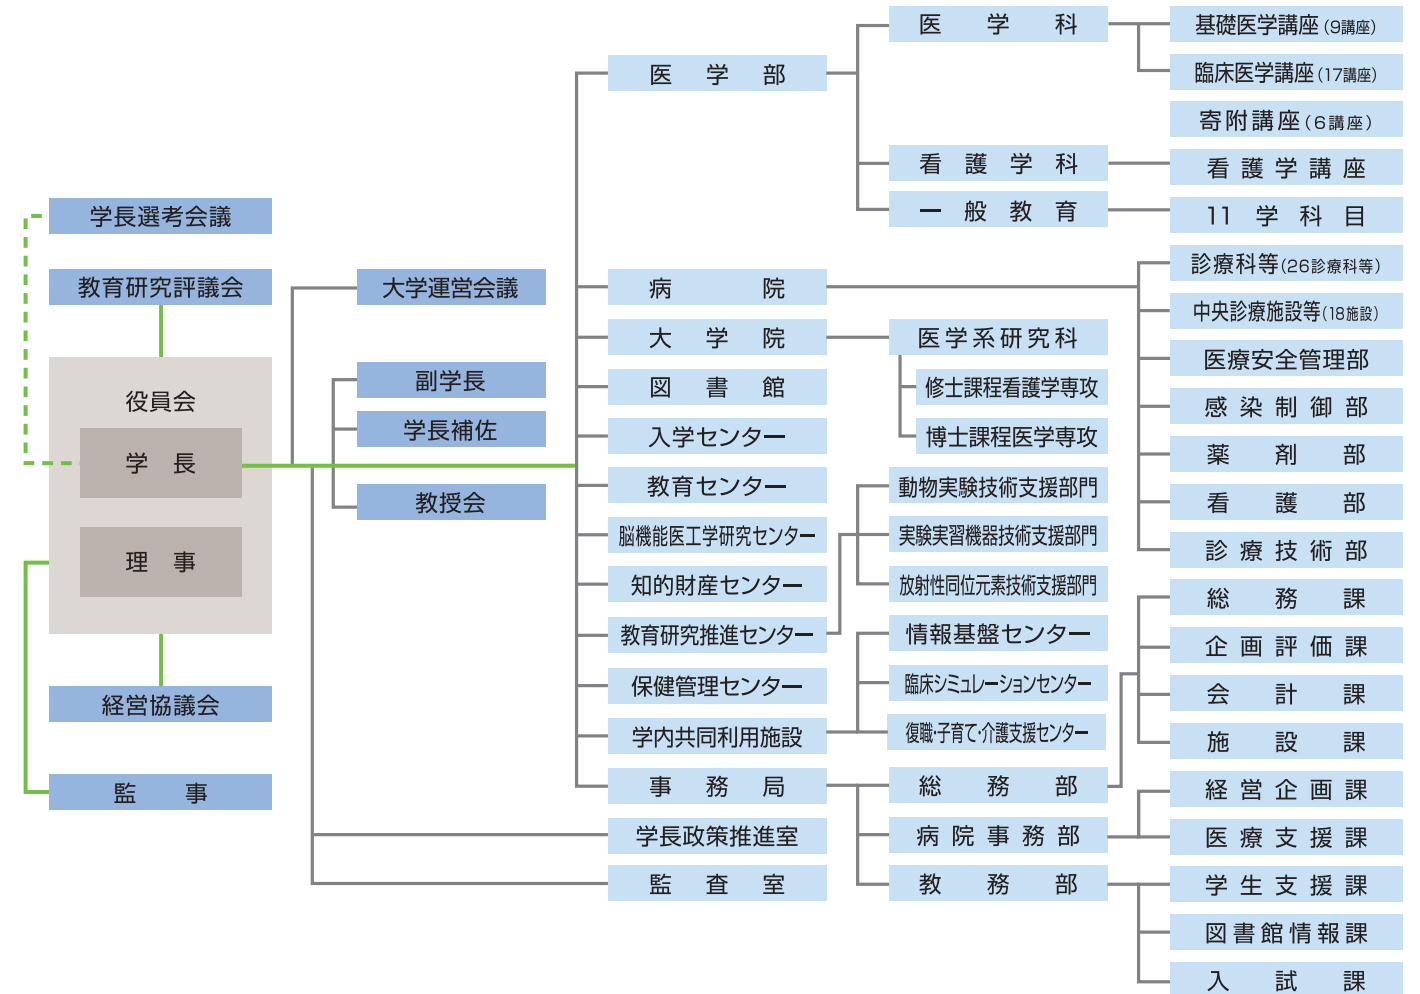 学長選考会議
教育研究評議会
役員会
学長
理事
経営協議会
監事
大学運営会議
副学長
学長補佐
教授会
医学部
病院
大学院
図書館
入学センター
教育センター
脳機能医工学研究センター
知的財産センター
教育研究推進センター
保健管理センター
学内共同利用施設
事務局
学長政策推進室
監査室
医学科
看護学科
一般教育
医学系研究科
修士課程看護学専攻
博士課程医学専攻
動物実験技術支援部門
実験実習機器技術支援部門
放射性同位元素技術支援部門
情報基盤センター
臨床シミュレーションセンター
復職・子育て・介護支援センター
総務部
病院事務部
教務部
基礎医学講座(9講座)
臨床医学講座(17講座)
寄附講座(6講座)
看護学講座
11学科目
診療科等(26診療科等)
中央診療施設等(18施設)
医療安全管理部
感染制御部
薬剤部
看護部
診療技術部
総務課
企画評価課
会計課
施設課
経営企画課
医療支援課
学生支援課
図書館情報課
入試課